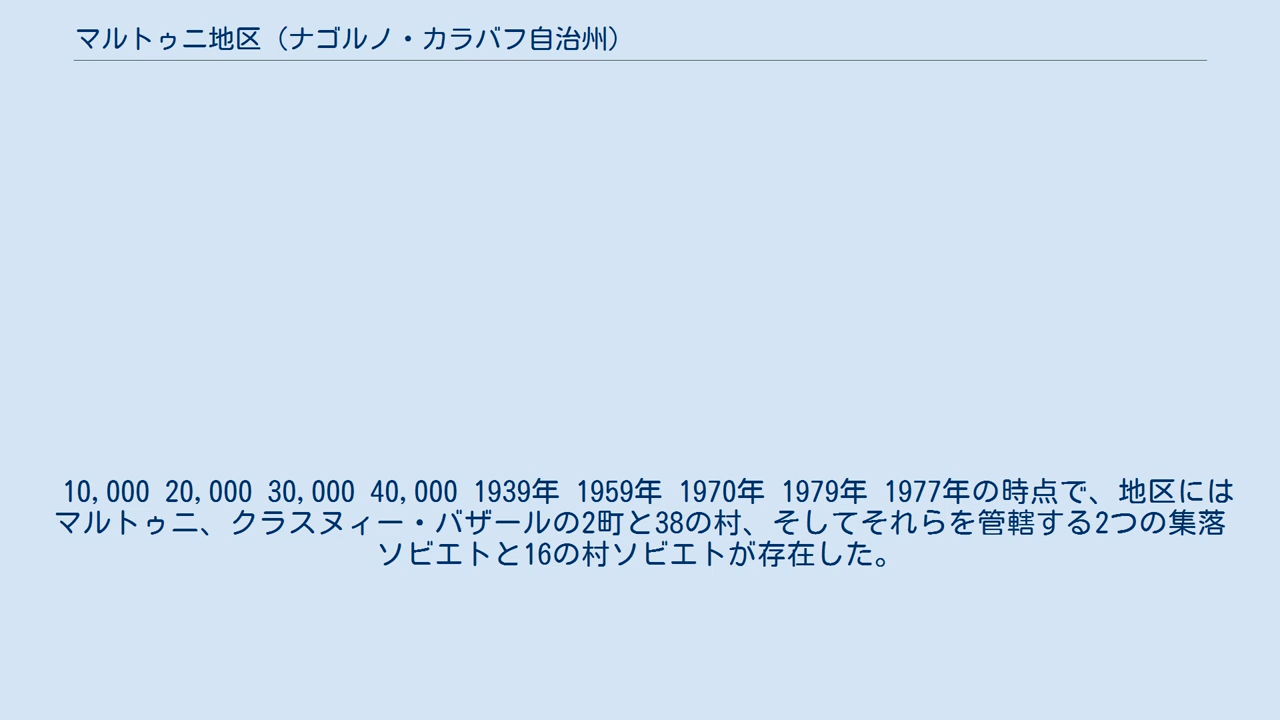 マルトゥニ地区（ナゴルノ・カラバフ自治州）
10,000 20,000 30,000 40,000 1939年 1959年 1970年 1979年 1977年の時点で、地区には
マルトゥニ、クラスヌィー・バザールの2町と38の村、そしてそれらを管轄する2つの集落
ソビエトと16の村ソビエトが存在した。